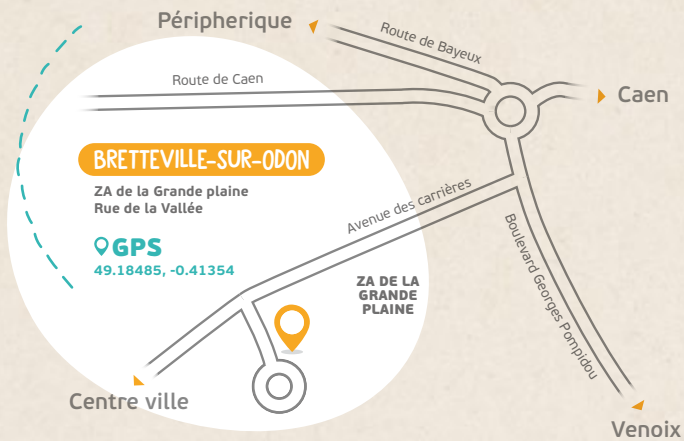 Péripherique
Route de Bayeux
Route de Caen
Caen
BRETTEVILLE-SUR-ODON
ZA de la Grande plaine
Rue de la Vallée
GPS
49.18485, -0.41354
Avenue des carrières
ZA DE LA
GRANDE
PLAINE
Boulevard Georges Pompidou
Centre ville
Venoix